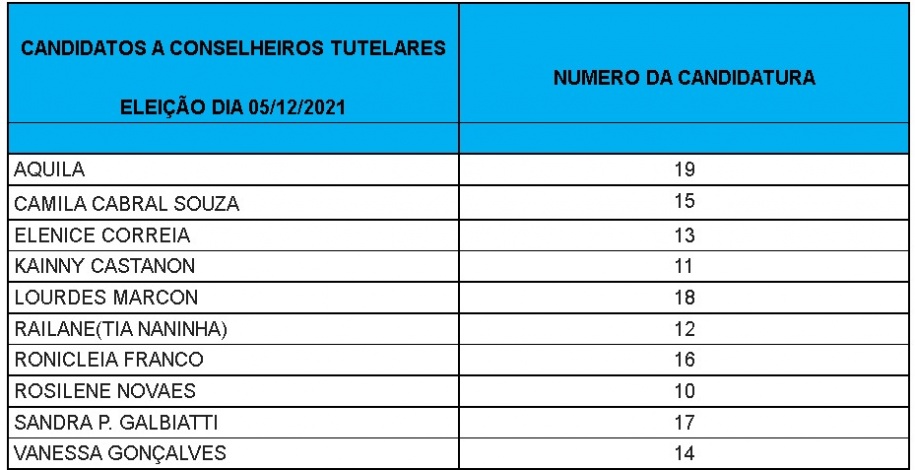 CANDIDATOS A CONSELHEIROS TUTELARES
ELEIÇÃO DIA 05/12/2021
NUMERO DA CANDIDATURA
AQUILA 19
CAMILA CABRAL SOUZA 15
ELENICE CORREIA 13
KAINNY CASTANON 11
LOURDES MARCON 18
RAILANE(TIA NANINHA) 12
RONICLEIA FRANCO 16
ROSILENE NOVAES 10
SANDRA P. GALBIATTI 17
VANESSA GONÇALVES 14